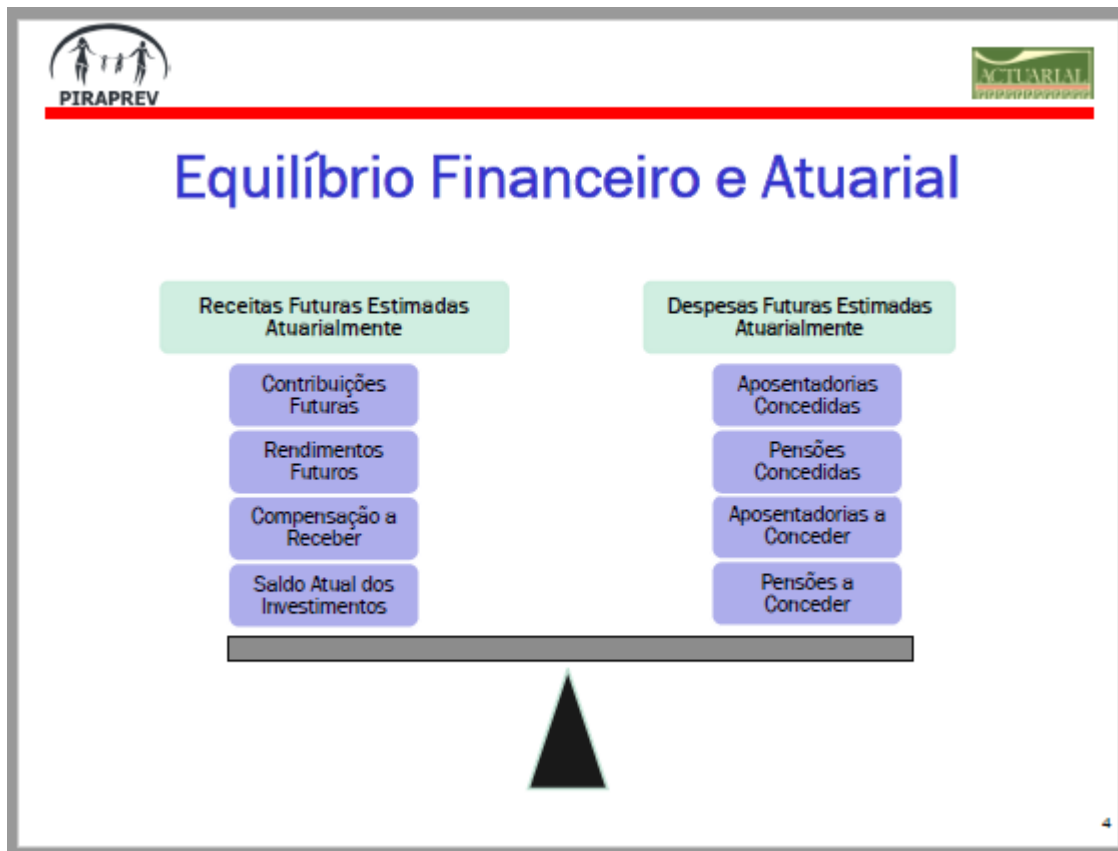 PIRAPREV
ACTUARIAL
Equilíbrio Financeiro e Atuarial
Receitas Futuras Estimadas
Atuarialmente
Contribuições
Futuras
Rendimentos
Futuros
Compensação a
Receber
Saldo Atual dos
Investimentos
Despesas Futuras Estimadas
Atuarialmente
Aposentadorias
Concedidas
Pensões
Concedidas
Aposentadorias a
Conceder
Pensões a
Conceder
4